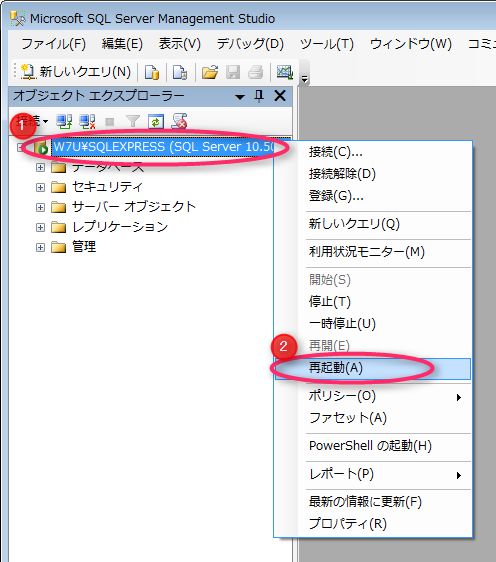 Microsoft SQL Server Management Studio
ファイル(F) 編集(E) 表示(V) デバッグ(D) ツール(T) ウィンドウ(W) コミ
新しいクエリ(N)
オブジェクト エクスプローラー
1
接続
W7U¥SQLEXPRESS (SQL Server 10.50
データベース
セキュリティ
サーバー オブジェクト
レプリケーション
管理
接続(C)...
接続解除(D)
登録(G)...
新しいクエリ(Q)
利用状況モニター(M)
開始(S)
停止(T)
一時停止(U)
再開(E)
2
再起動(A)
ポリシー(O)
ファセット(A)
PowerShell の起動(H)
レポート(P)
最新の情報に更新(F)
プロパティ(R)